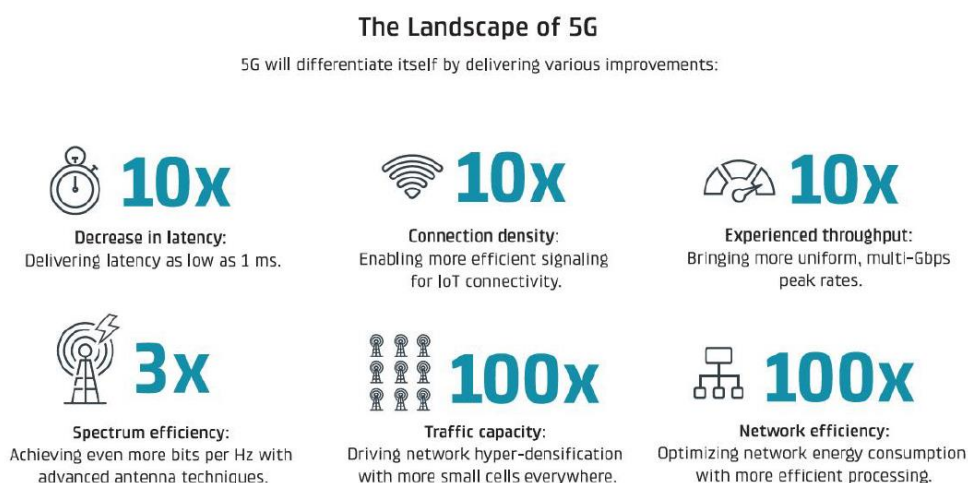 The Landscape of 5G
5G will differentiate itself by delivering various improvements:
10x
Decrease in latency:
Delivering latency as low as 1 ms.
10x
Connection density:
Enabling more efficient signaling
for IoT connectivity.
10x
Experienced throughput:
Bringing more uniform, multi-Gbps
peak rates.
3x
Spectrum efficiency:
Achieving even more bits per Hz with
advanced antenna techniques.
100x
Traffic capacity:
Driving network hyper-densification
with more small cells everywhere.
100x
Network efficiency:
Optimizing network energy consumption
with more efficient processing.